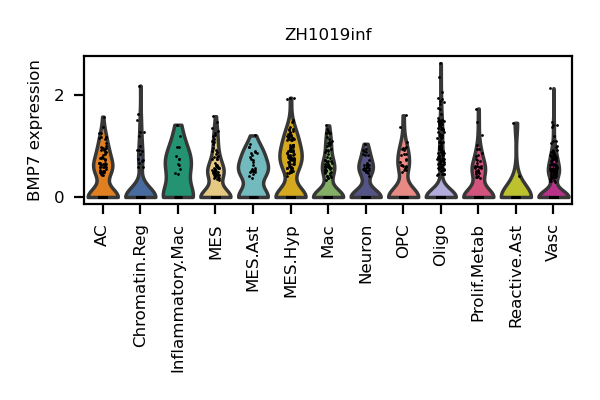 ZH1019inf
BMP7 expression
2
0
AC
Chromatin.Reg
Inflammatory.Mac
MES
MES.Ast
MES.Hyp
Mac
Neuron
OPC
Oligo
Prolif.Metab
Reactive.Ast
Vasc